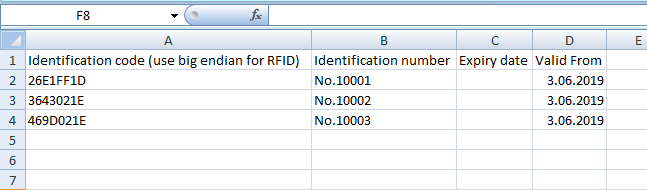 F8 fx
A B C D E
1 Identification code (use big endian for RFID) Identification number Expiry date Valid From
2 26E1FF1D No.10001 3.06.2019
3 3643021E No.10002 3.06.2019
4 469D021E No.10003 3.06.2019
5
6
7